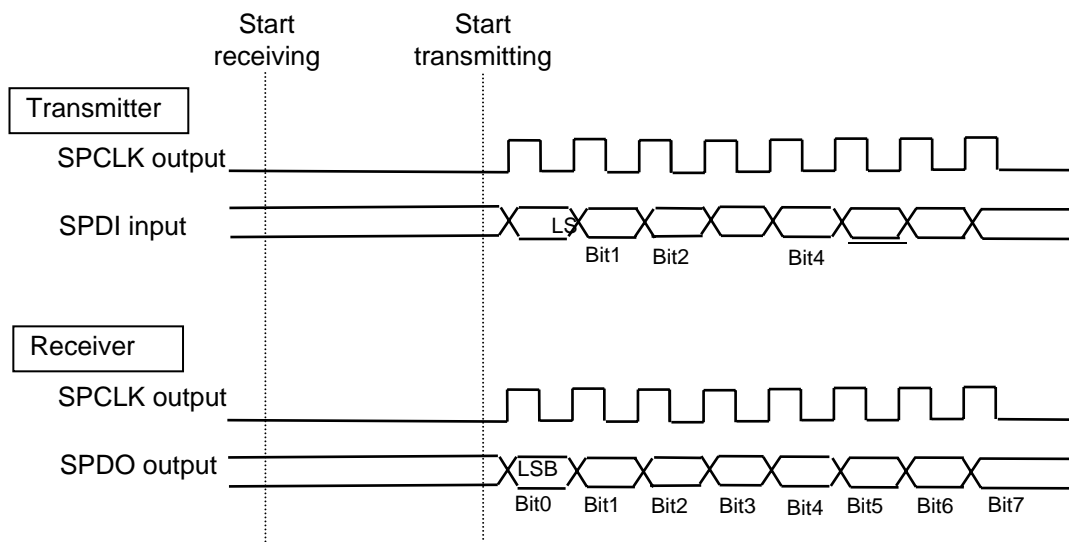 Start
receiving
Start
transmitting
Transmitter
SPCLK output
SPDI input
LS
Bit1 Bit2 Bit4
Receiver
SPCLK output
SPDO output
LSB
Bit0 Bit1 Bit2 Bit3 Bit4 Bit5 Bit6 Bit7